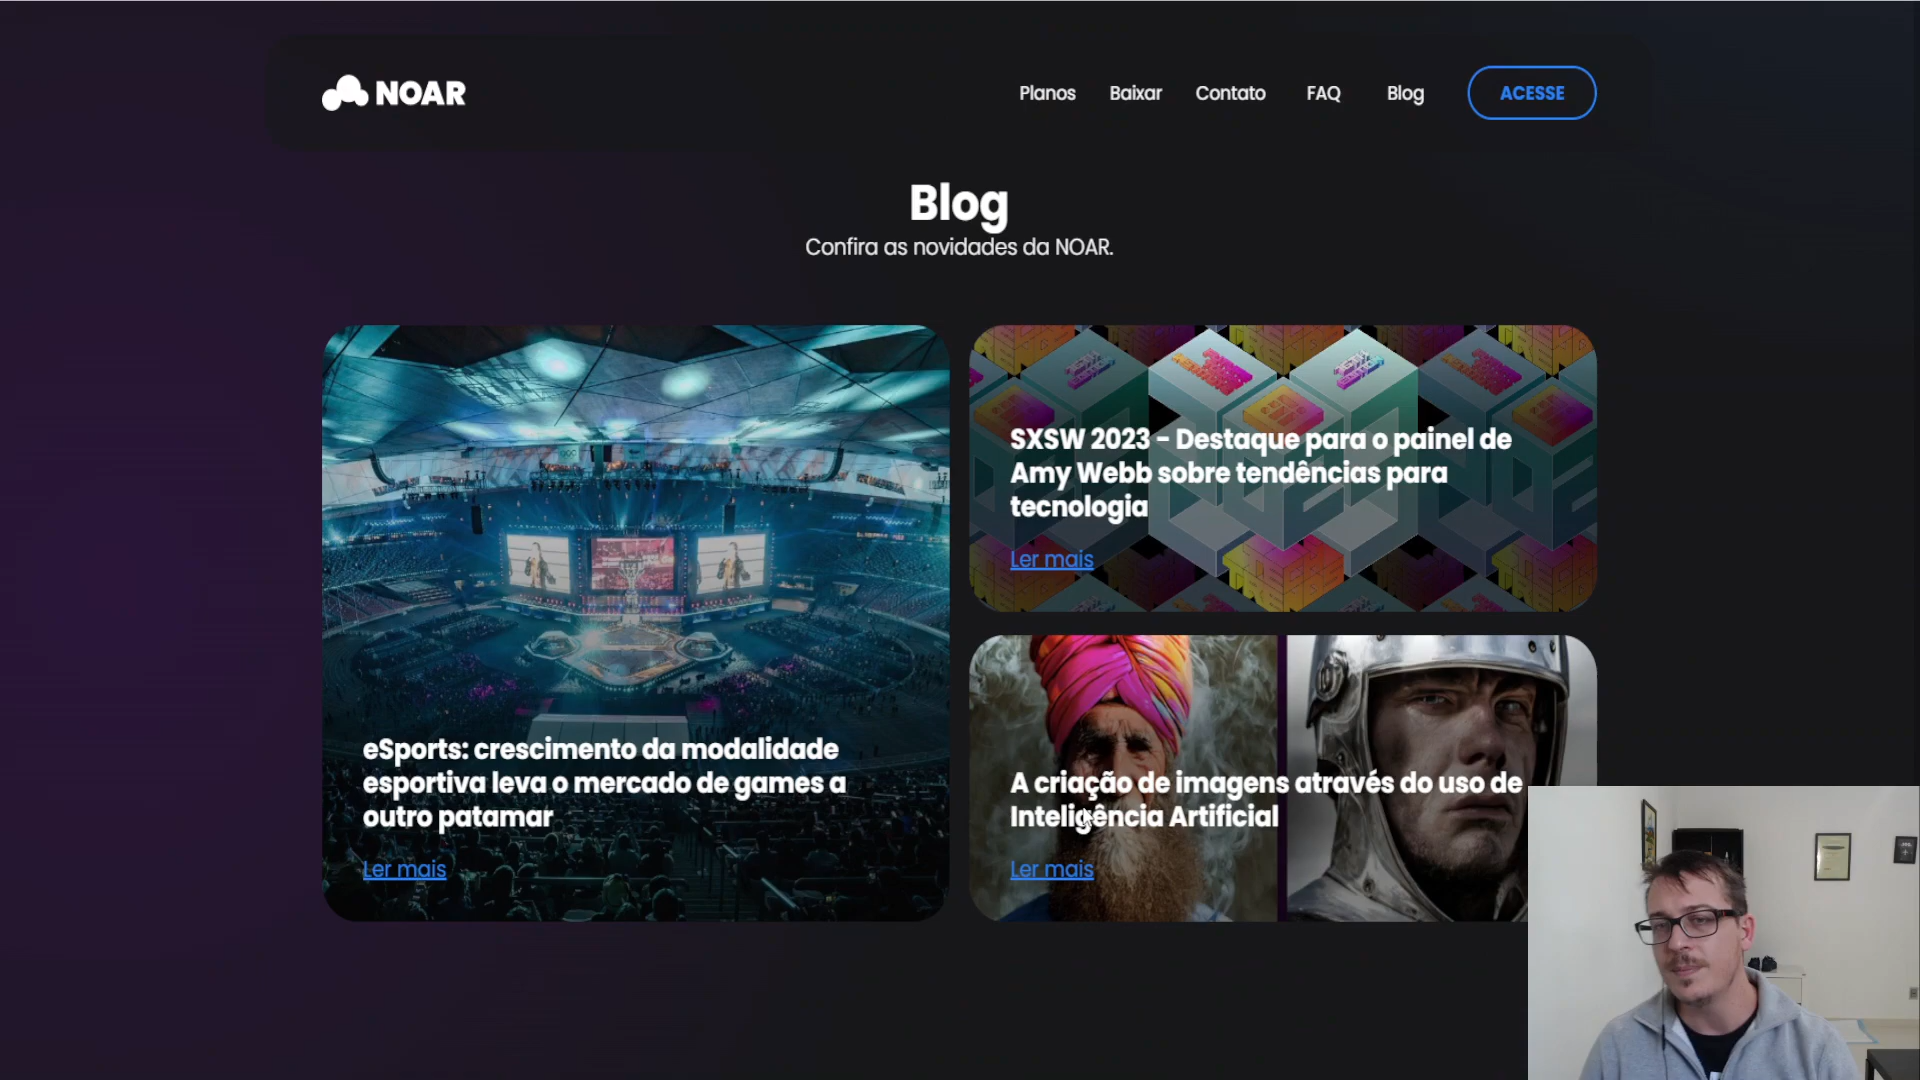 NOAR
Planos
Baixar
Contato
FAQ
Blog
ACESSE
Blog
Confira as novidades da NOAR.
SXSW 2023 - Destaque para o painel de
Amy Webb sobre tendências para
tecnologia
Ler mais
eSports: crescimento da modalidade
esportiva leva o mercado de games a
outro patamar
Ler mais
A criação de imagens através do uso de
Inteligência Artificial
Ler mais